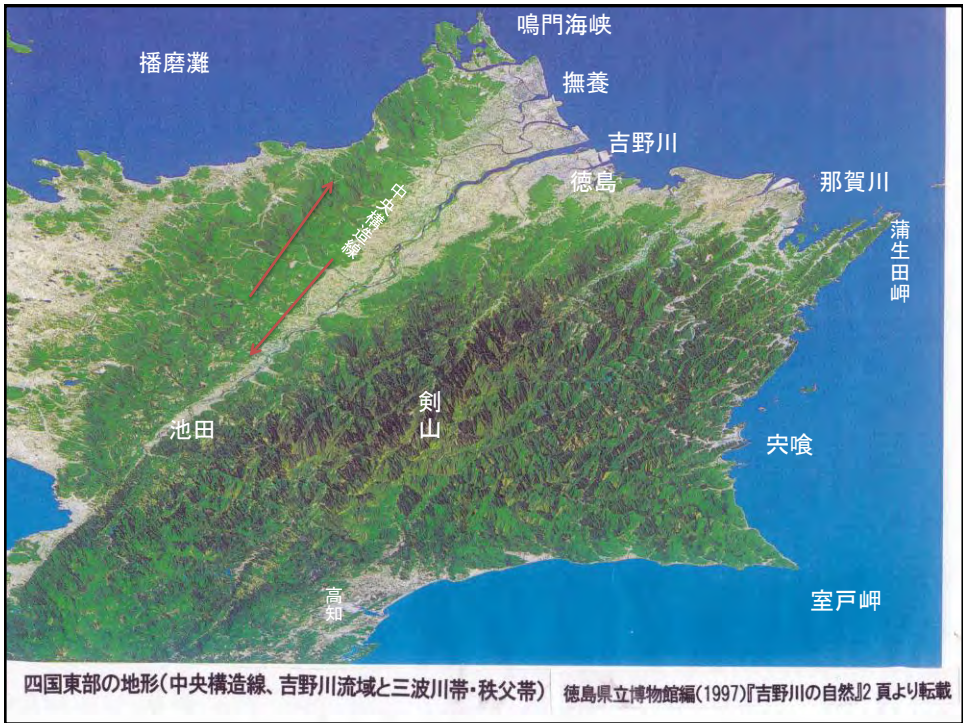 鳴門海峡
播磨灘
撫養
吉野川
徳島
那賀川
中央構造線
蒲生田岬
剣山
池田
宍喰
高知
室戸岬
四国東部の地形(中央構造線、吉野川流域と三波川帯・秩父帯) 徳島県立博物館編(1997)『吉野川の自然』2 頁より転載